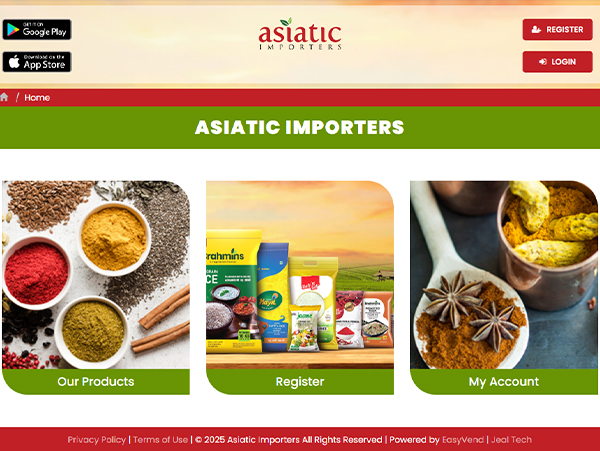 GET IT ON
Google Play
Download on the
App Store
asiatic
IMPORTERS
REGISTER
LOGIN
/ Home
ASIATIC IMPORTERS
Brahmins
jeame
Our Products
Register
My Account
Privacy Policy | Terms of Use | © 2025 Asiatic Importers All Rights Reserved | Powered by EasyVend | Jeal Tech